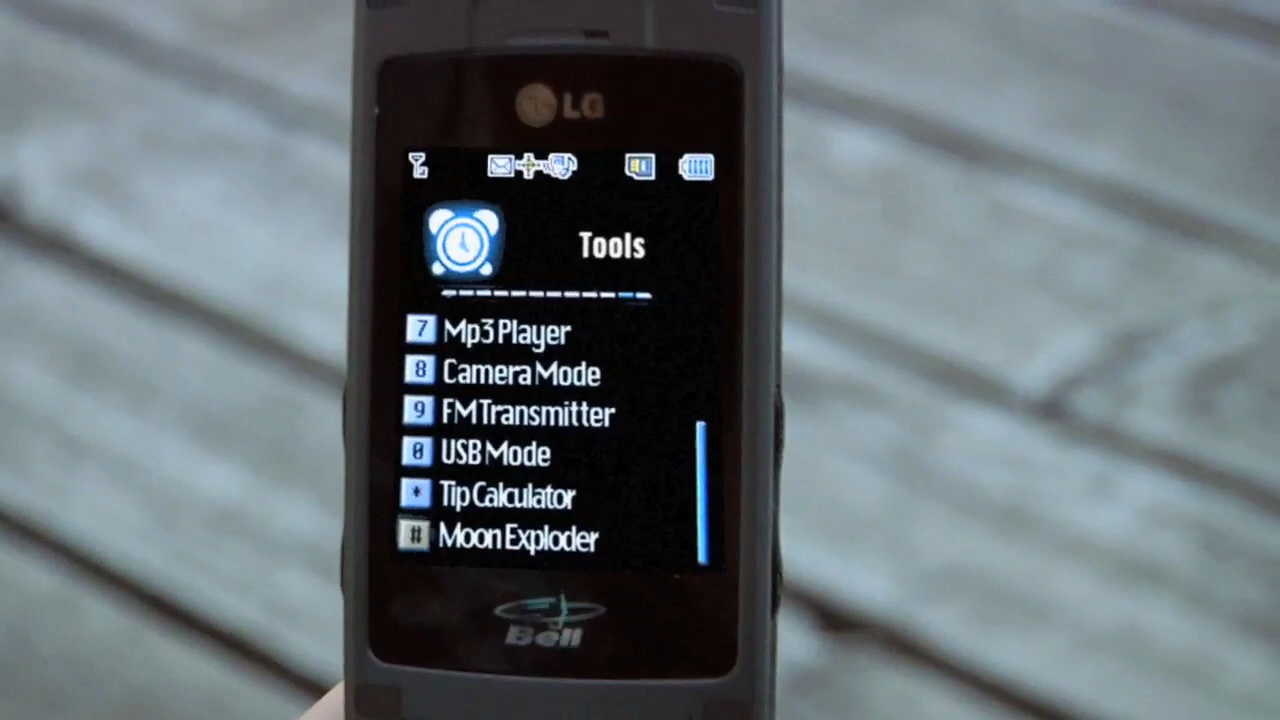 LG
Tools
7 Mp3 Player
8 Camera Mode
9 FM Transmitter
0 USB Mode
* Tip Calculator
# Moon Exploder
Bell